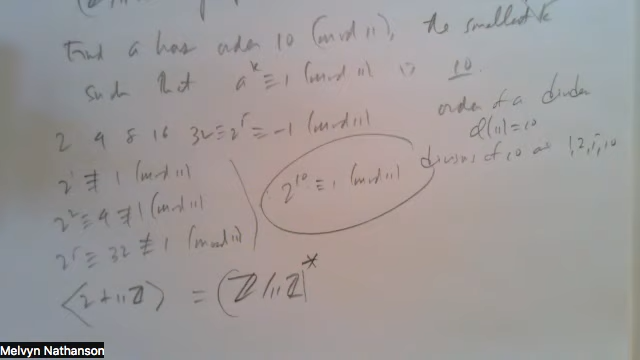 Find a has order 10 (mod 11), the smallest k
such that a^k ≡ 1 (mod 11) is 10.
order of a divides
φ(11)=10
divisors of 10 are 1,2,5,10
2 4 8 16 32≡2^5≡-1 (mod 11)
2^1 ≢ 1 (mod 11)
2^2 ≡ 4 ≢ 1 (mod 11)
2^5 ≡ 32 ≢ 1 (mod 11)
2^10 ≡ 1 (mod 11)
⟨2+11ℤ⟩ = (ℤ/11ℤ)^*
Melvyn Nathanson